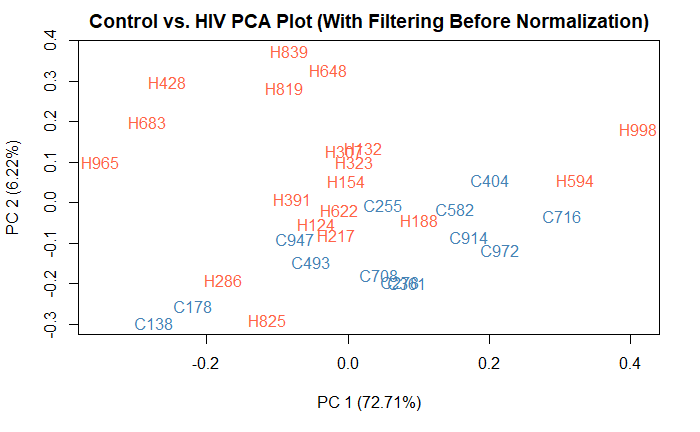 Control vs. HIV PCA Plot (With Filtering Before Normalization)
PC 2 (6.22%)
0.4
0.3
0.2
0.1
0.0
-0.1
-0.2
-0.3
H839
H648
H428
H819
H683
H998
H307
H132
H965
H323
H154
C404
H594
H391
C255
H622
C582
C716
H124
H188
H217
C914
C947
C972
C493
C708
H286
C361
C178
H825
C138
-0.2
0.0
0.2
0.4
PC 1 (72.71%)